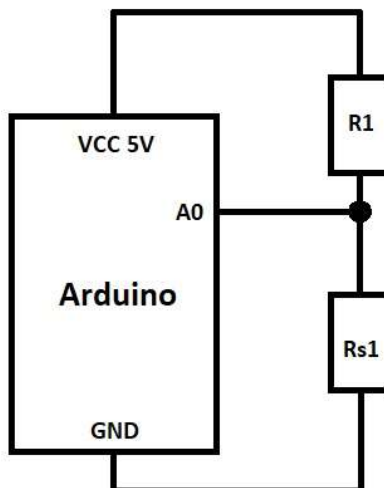 VCC 5V
R1
A0
Arduino
Rs1
GND